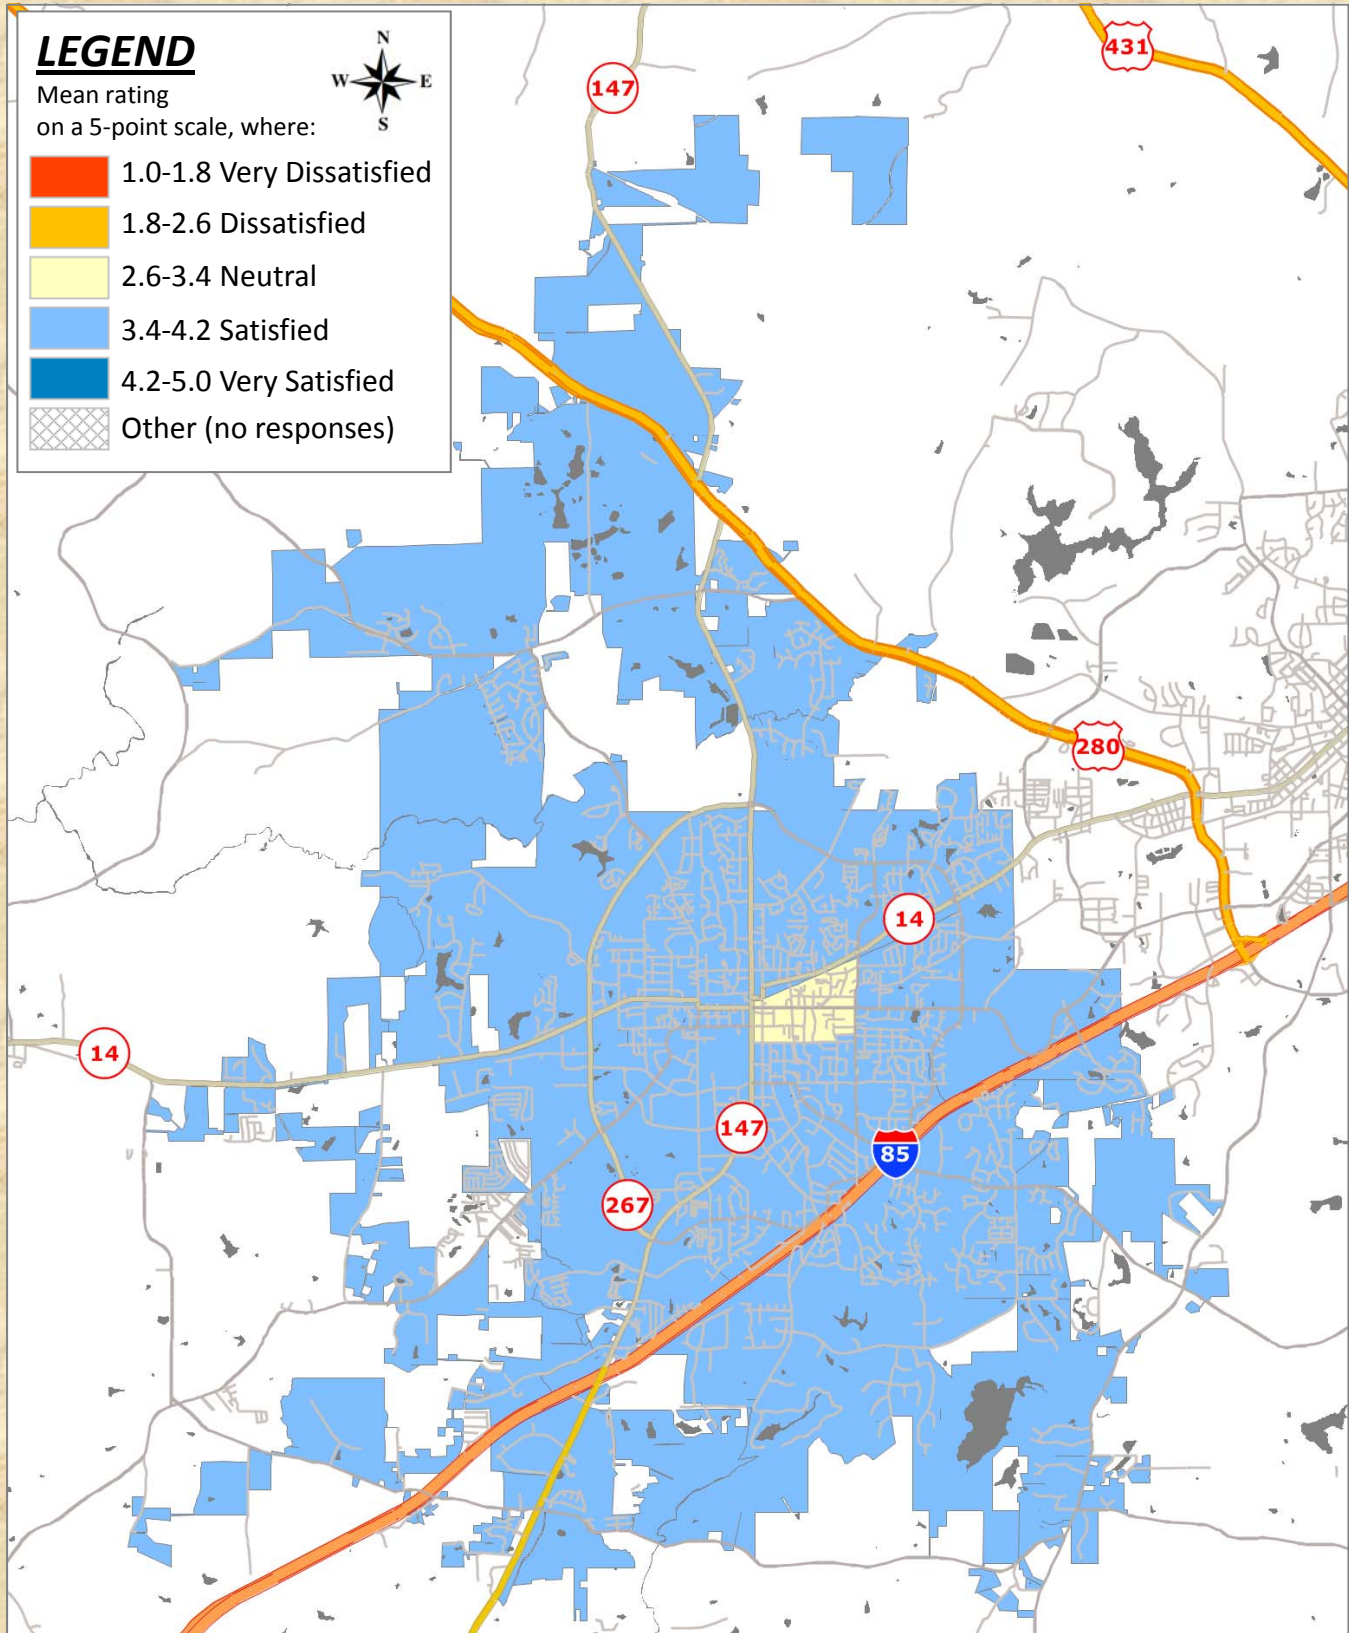 LEGEND
Mean rating
on a 5-point scale, where:
N
W E
S
1.0-1.8 Very Dissatisfied
1.8-2.6 Dissatisfied
2.6-3.4 Neutral
3.4-4.2 Satisfied
4.2-5.0 Very Satisfied
Other (no responses)
431
147
280
14
14
147
85
267